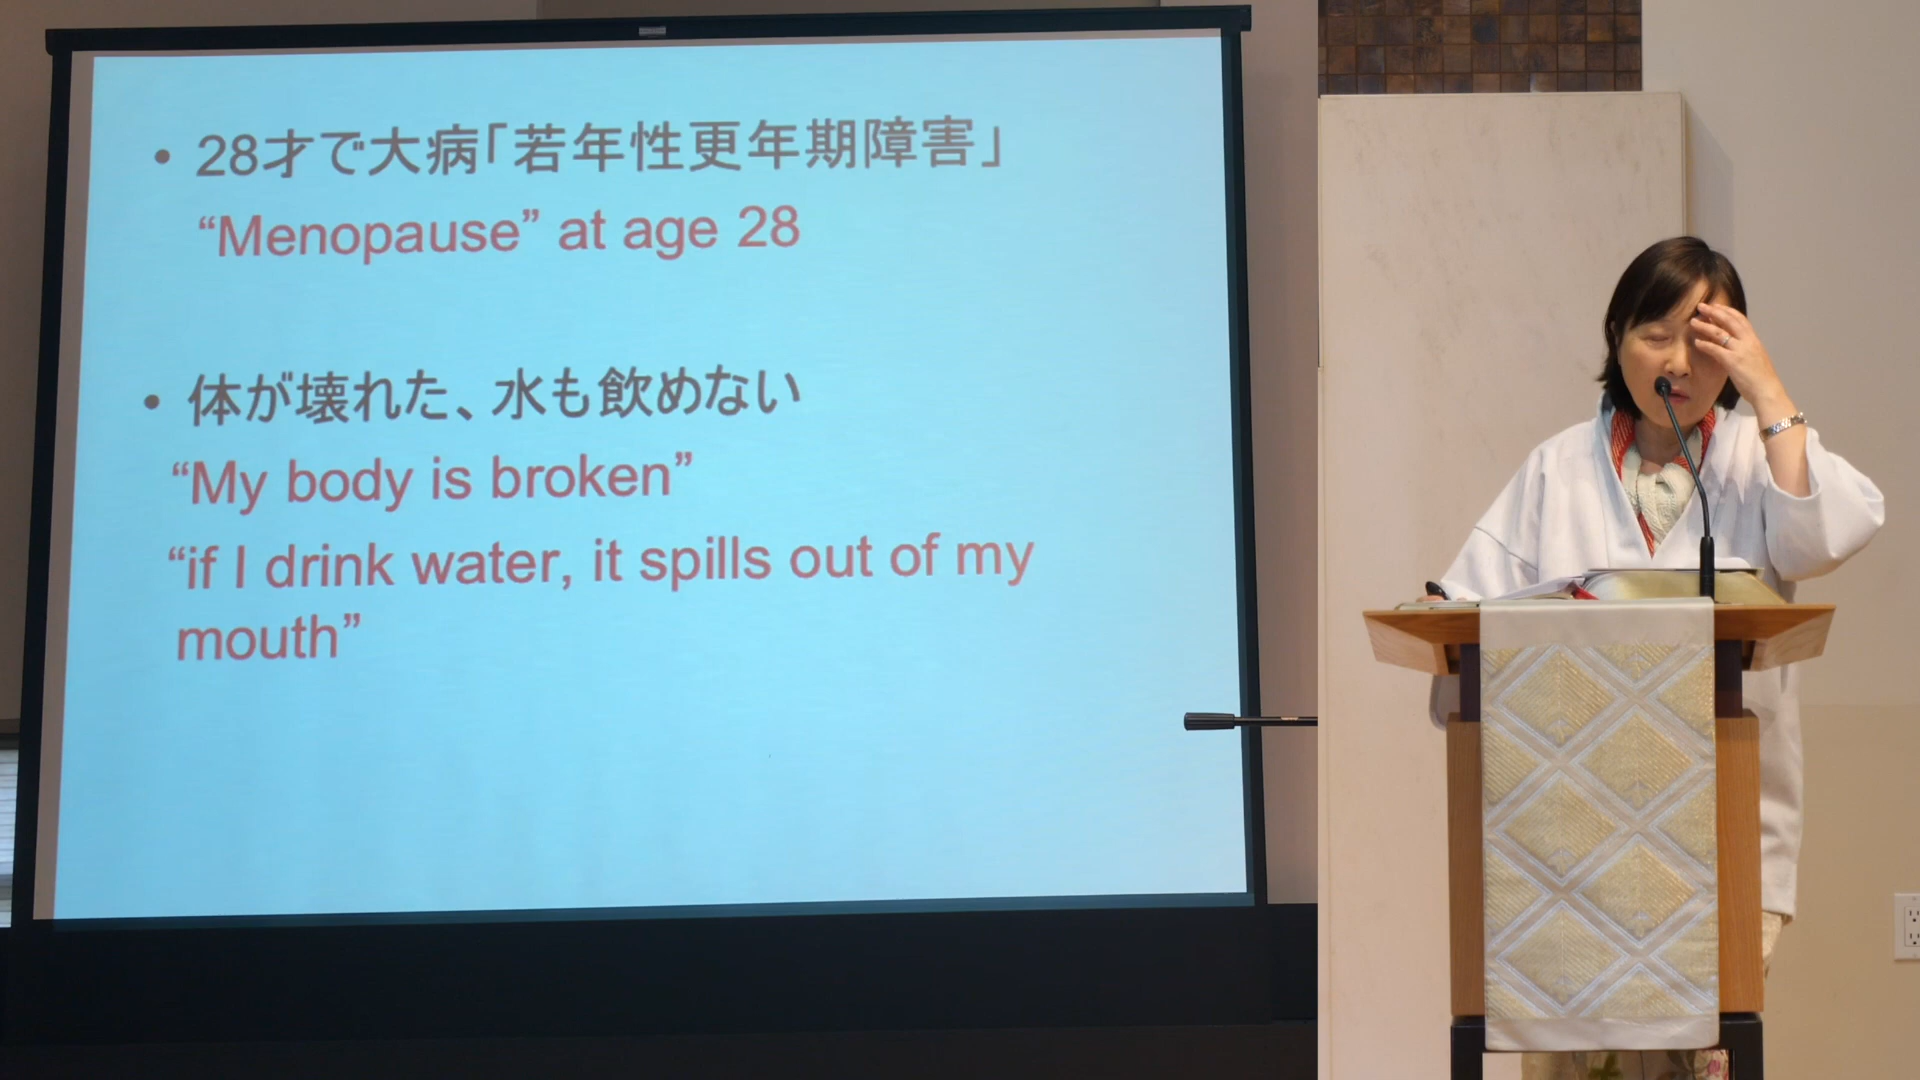 • 28才で大病「若年性更年期障害」
“Menopause” at age 28
• 体が壊れた、水も飲めない
“My body is broken”
“if I drink water, it spills out of my
mouth”